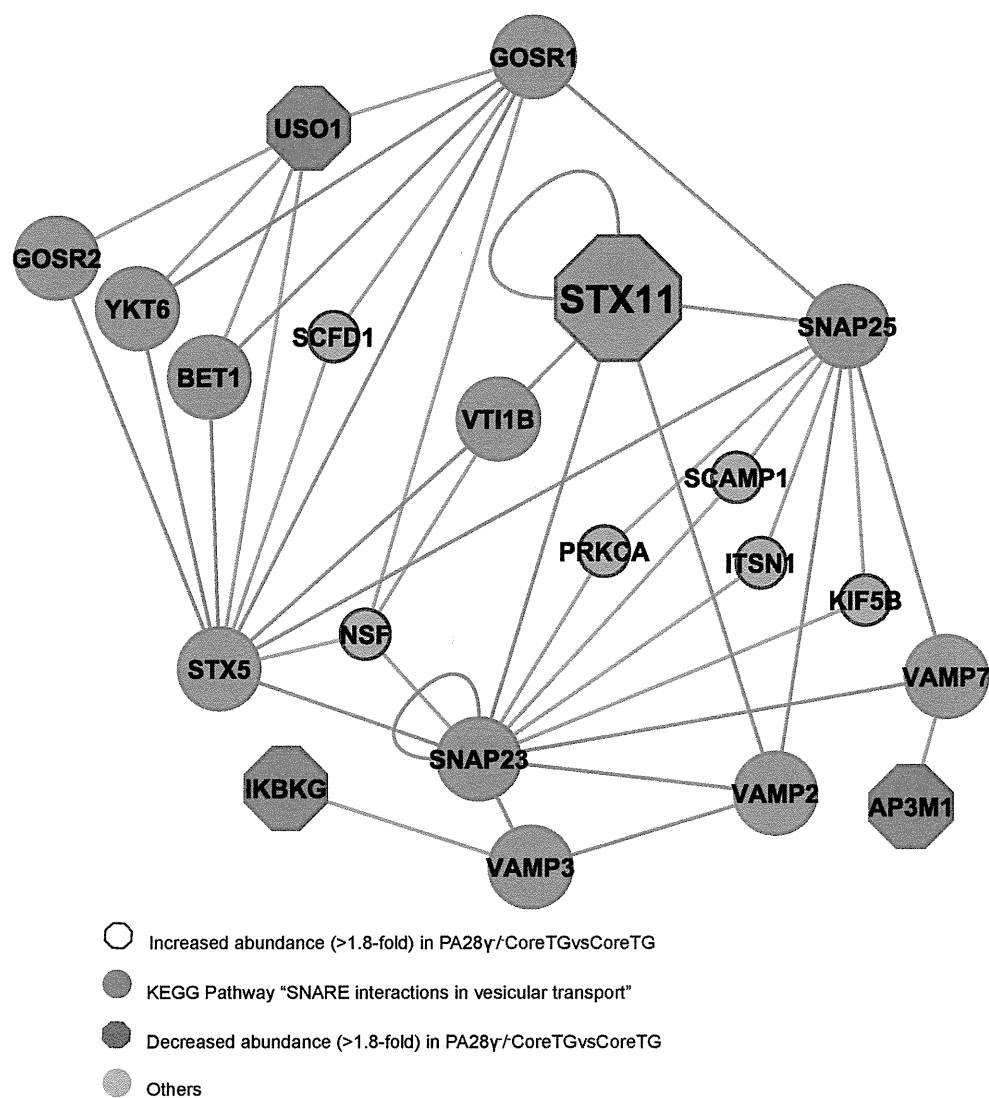 GOSR1
USO1
GOSR2
STX11
YKT6
SCFD1
SNAP25
BET1
VTI1B
SCAMP1
PRKCA
ITSN1
KIF5B
NSF
STX5
VAMP7
SNAP23
IKBKG
VAMP2
AP3M1
VAMP3
Increased abundance (>1.8-fold) in PA28γ-/-CoreTGvsCoreTG
KEGG Pathway “SNARE interactions in vesicular transport”
Decreased abundance (>1.8-fold) in PA28γ-/-CoreTGvsCoreTG
Others